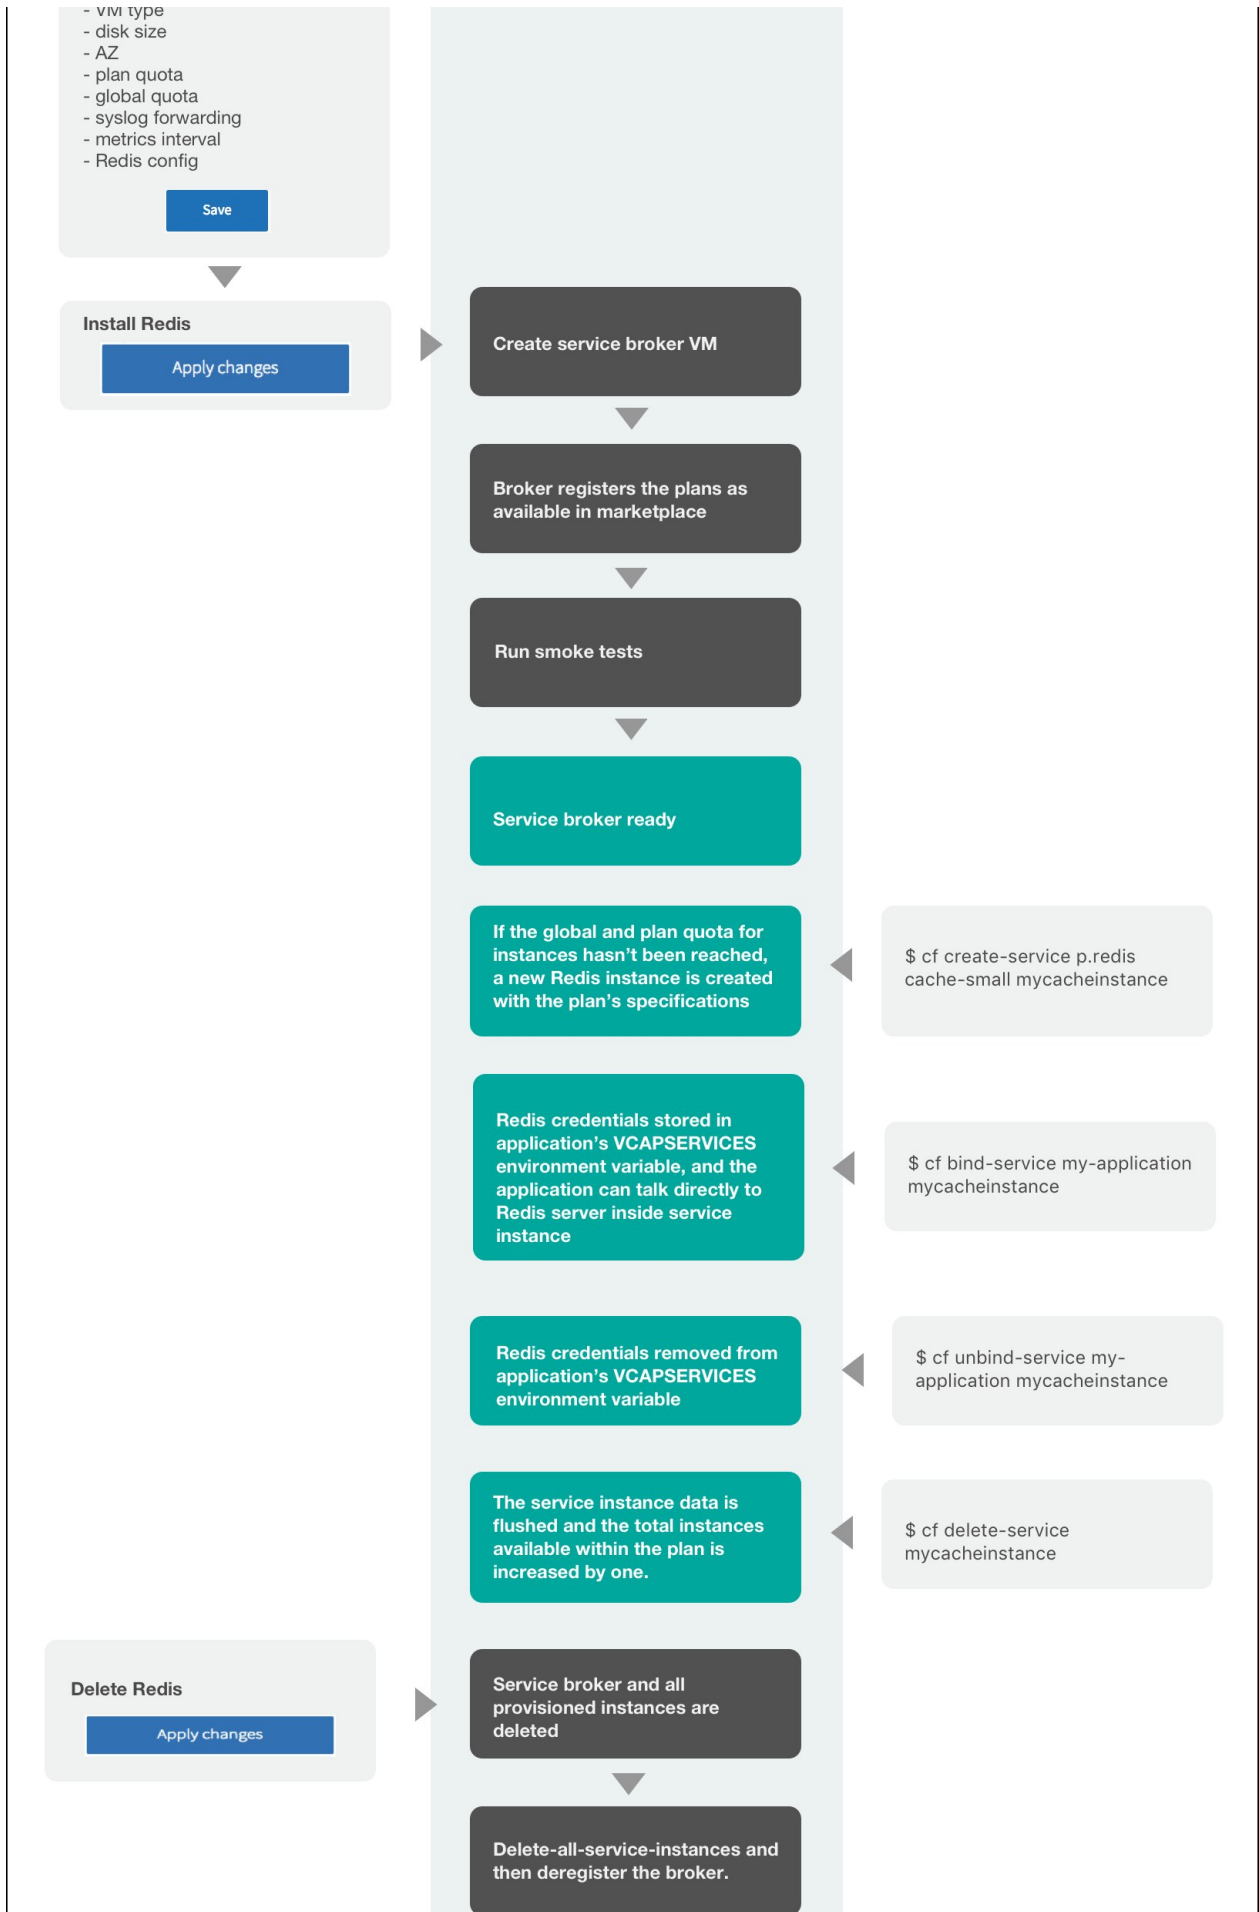 - VM type
- disk size
- AZ
- plan quota
- global quota
- syslog forwarding
- metrics interval
- Redis config
Save
Install Redis
Apply changes
Create service broker VM
Broker registers the plans as
available in marketplace
Run smoke tests
Service broker ready
If the global and plan quota for
instances hasn’t been reached,
a new Redis instance is created
with the plan’s specifications
$ cf create-service p.redis
cache-small mycacheinstance
Redis credentials stored in
application’s VCAPSERVICES
environment variable, and the
application can talk directly to
Redis server inside service
instance
$ cf bind-service my-application
mycacheinstance
Redis credentials removed from
application’s VCAPSERVICES
environment variable
$ cf unbind-service my-
application mycacheinstance
The service instance data is
flushed and the total instances
available within the plan is
increased by one.
$ cf delete-service
mycacheinstance
Delete Redis
Apply changes
Service broker and all
provisioned instances are
deleted
Delete-all-service-instances and
then deregister the broker.